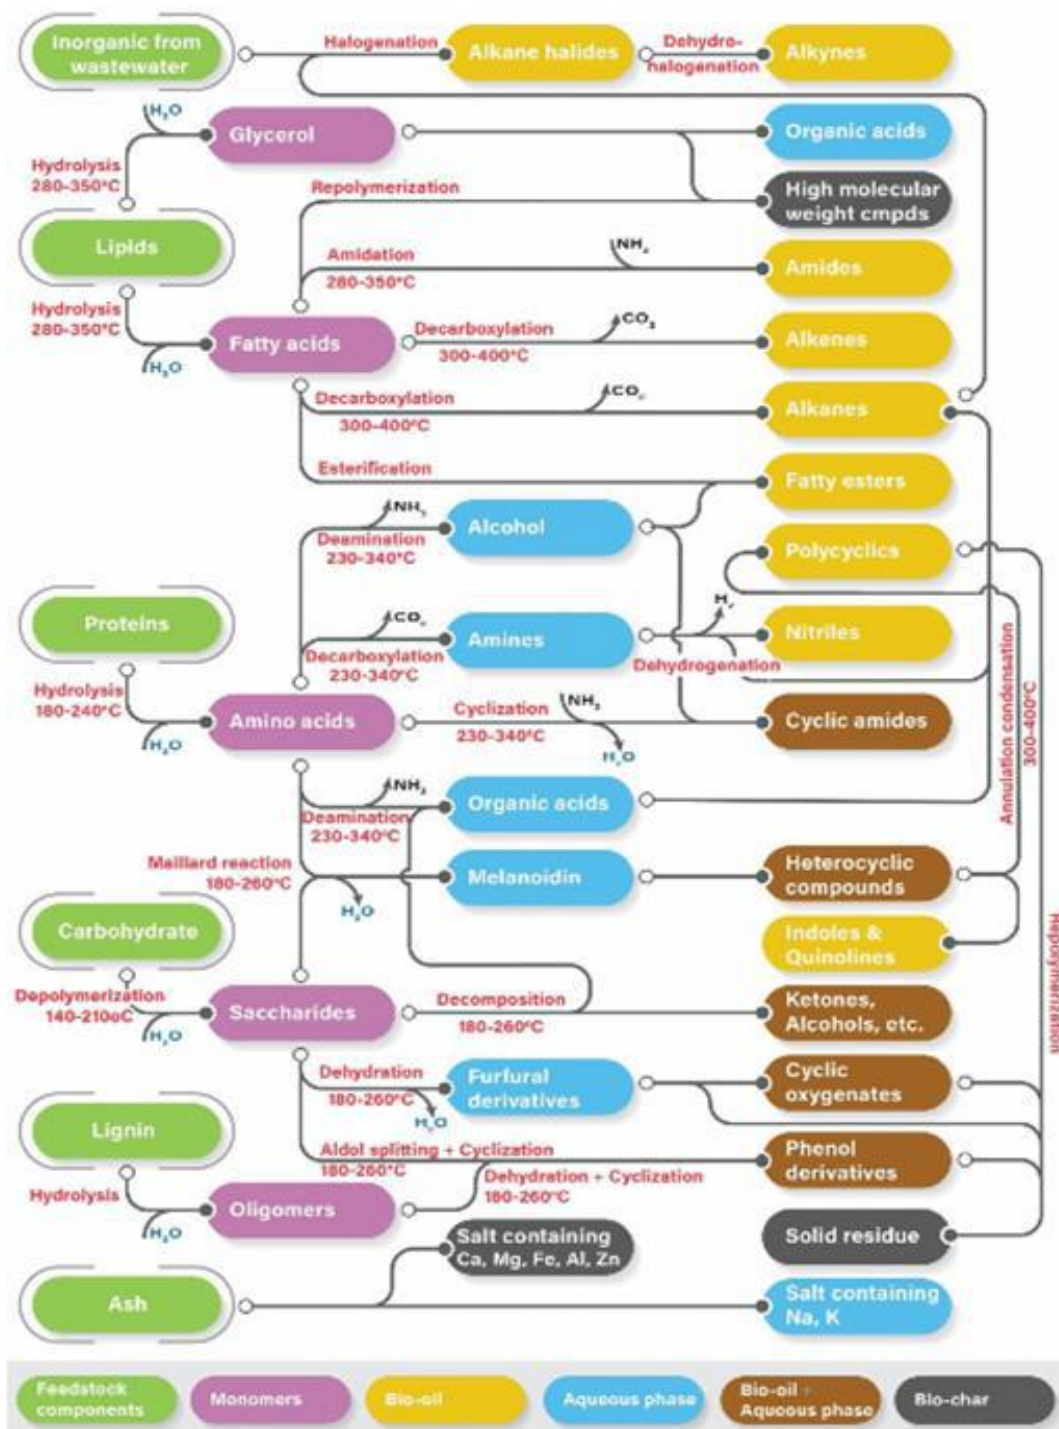 Inorganic from
wastewater
Halogenation
Alkane halides
Dehydro-
halogenation
Alkynes
H₂O
Glycerol
Organic acids
Hydrolysis
280-350°C
Repolymerization
High molecular
weight cmpds
Lipids
Amidation
280-350°C
Amides
Hydrolysis
280-350°C
H₂O
Fatty acids
Decarboxylation
300-400°C
CO₂
Alkenes
Decarboxylation
300-400°C
Alkanes
Esterification
Fatty esters
NH₃
Deamination
230-340°C
Alcohol
Polycyclics
Proteins
Decarboxylation
230-340°C
Amines
Dehydrogenation
Nitriles
Hydrolysis
180-240°C
H₂O
Amino acids
Cyclization
230-340°C
NH₃
H₂O
Cyclic amides
Annulation condensation
300-400°C
NH₃
Deamination
230-340°C
Organic acids
Maillard reaction
180-260°C
H₂O
Melanoidin
Heterocyclic
compounds
Carbohydrate
Indoles &
Quinolines
Depolymerization
140-210oC
H₂O
Saccharides
Decomposition
180-260°C
Ketones,
Alcohols, etc.
Repolymerization
Dehydration
180-260°C
H₂O
Furfural
derivatives
Cyclic
oxygenates
Lignin
Aldol splitting + Cyclization
180-260°C
Dehydration + Cyclization
180-260°C
Phenol
derivatives
Hydrolysis
H₂O
Oligomers
Salt containing
Ca, Mg, Fe, Al, Zn
Solid residue
Ash
Salt containing
Na, K
Feedstock
components
Monomers
Bio-oil
Aqueous phase
Bio-oil +
Aqueous phase
Bio-char